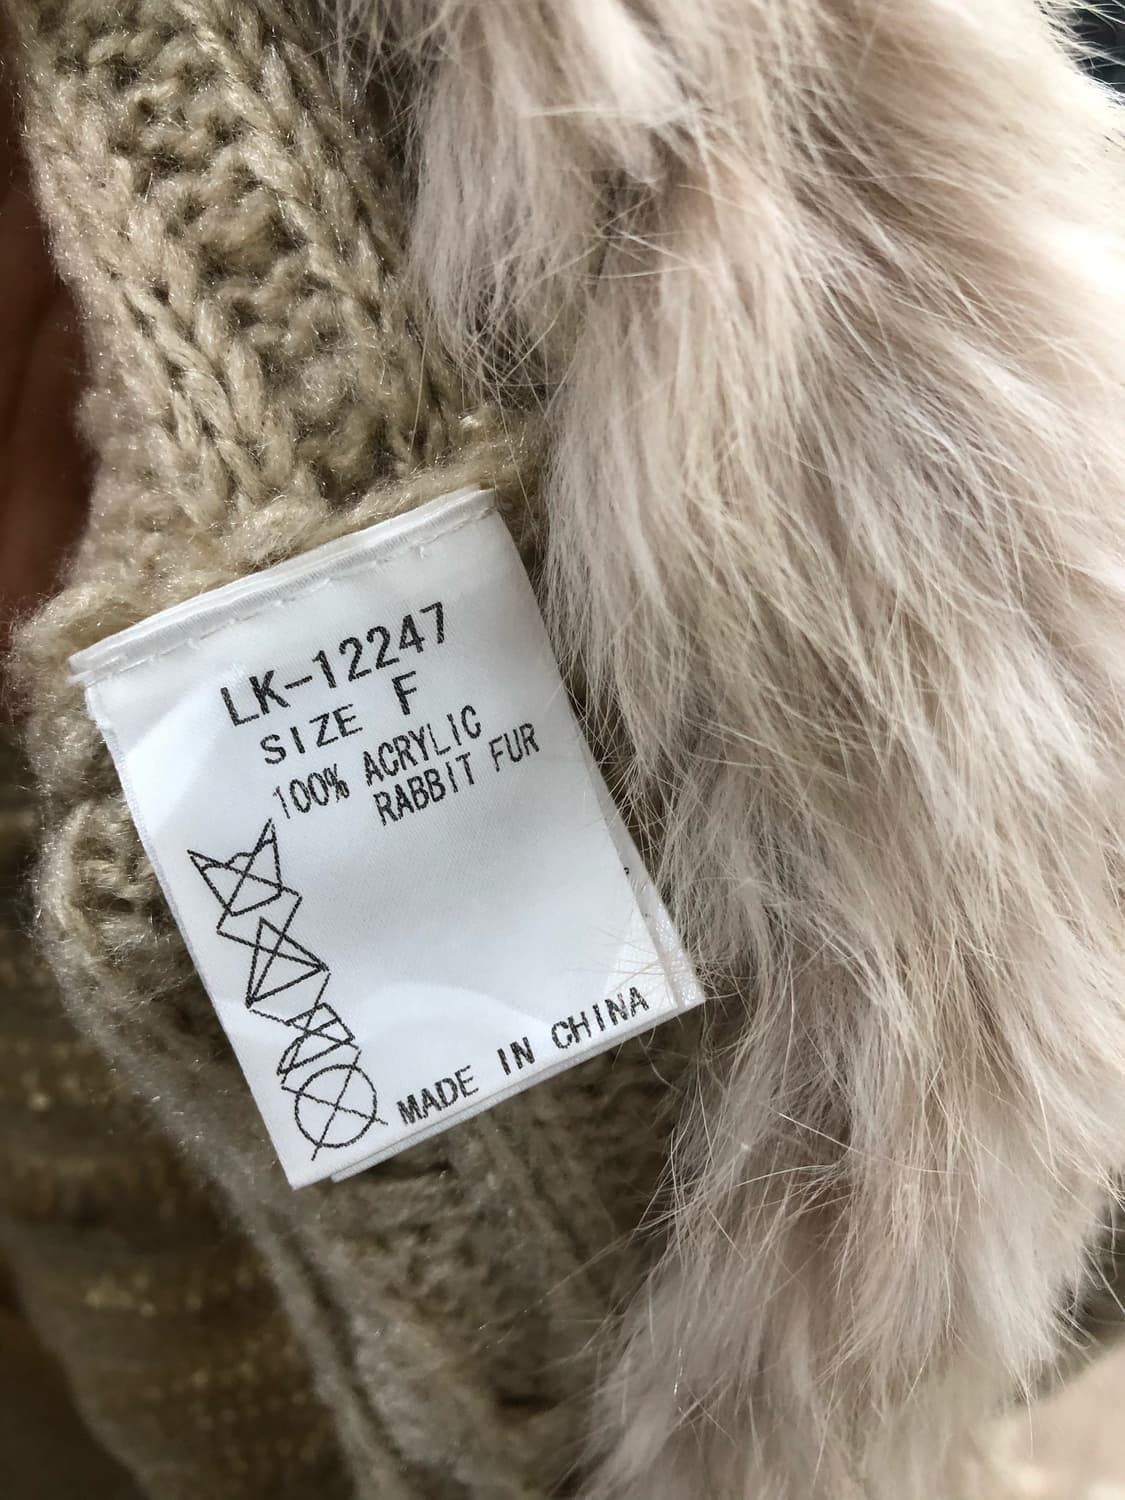 LK-12247
SIZE F
100% ACRYLIC
RABBIT FUR
MADE IN CHINA